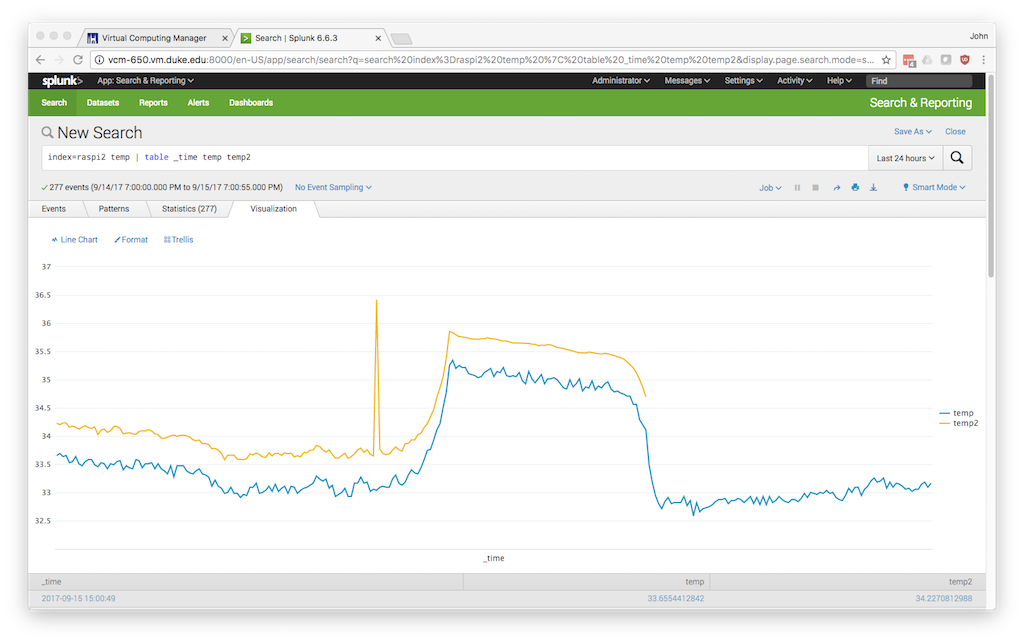 Virtual Computing Manager
Search | Splunk 6.6.3
John
vcm-650.vm.duke.edu:8000/en-US/app/search/search?q=search%20index%3Draspi2%20temp%20%7C%20table%20_time%20temp%20temp2&display.page.search.mode=s...
splunk> App: Search & Reporting Administrator Messages Settings Activity Help Find
Search Datasets Reports Alerts Dashboards Search & Reporting
New Search Save As Close
index=raspi2 temp | table _time temp temp2 Last 24 hours
277 events (9/14/17 7:00:00.000 PM to 9/15/17 7:00:55.000 PM) No Event Sampling Job Smart Mode
Events Patterns Statistics (277) Visualization
Line Chart Format Trellis
37
36.5
36
35.5
35
34.5
34
33.5
33
32.5
temp
temp2
_time
_time temp temp2
2017-09-15 15:00:49 33.6554412842 34.2270812988